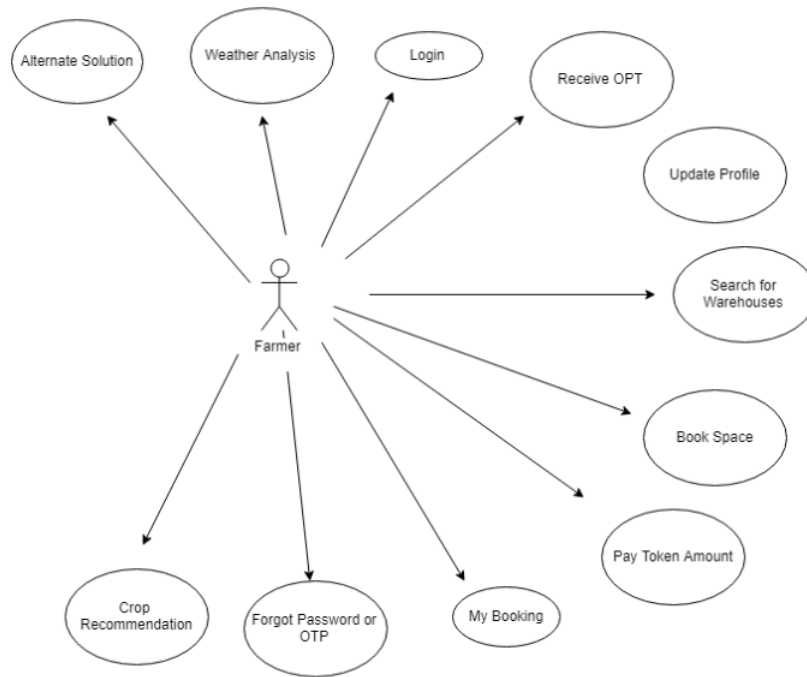 Alternate Solution
Weather Analysis
Login
Receive OPT
Update Profile
Search for
Warehouses
Farmer
Book Space
Pay Token Amount
My Booking
Forgot Password or
OTP
Crop
Recommendation